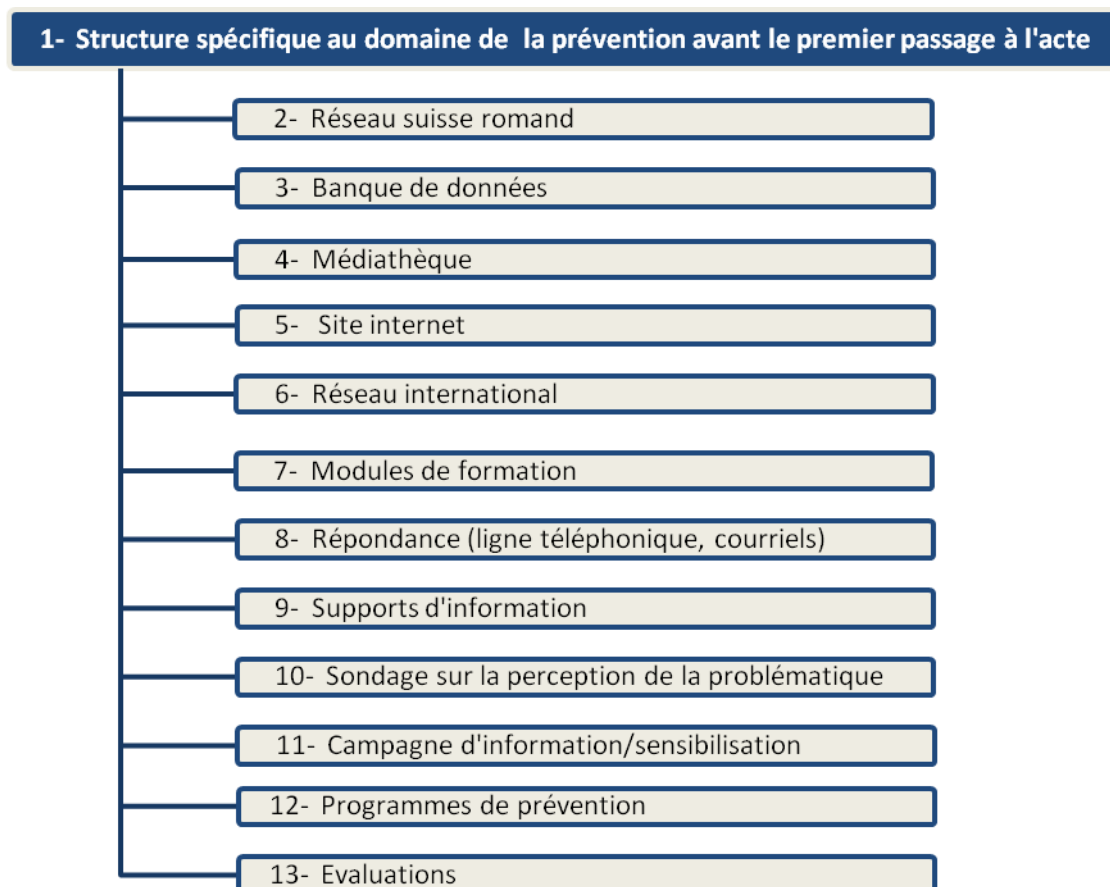 1- Structure spécifique au domaine de la prévention avant le premier passage à l'acte
2- Réseau suisse romand
3- Banque de données
4- Médiathèque
5- Site internet
6- Réseau international
7- Modules de formation
8- Répondance (ligne téléphonique, courriels)
9- Supports d'information
10- Sondage sur la perception de la problématique
11- Campagne d'information/sensibilisation
12- Programmes de prévention
13- Evaluations